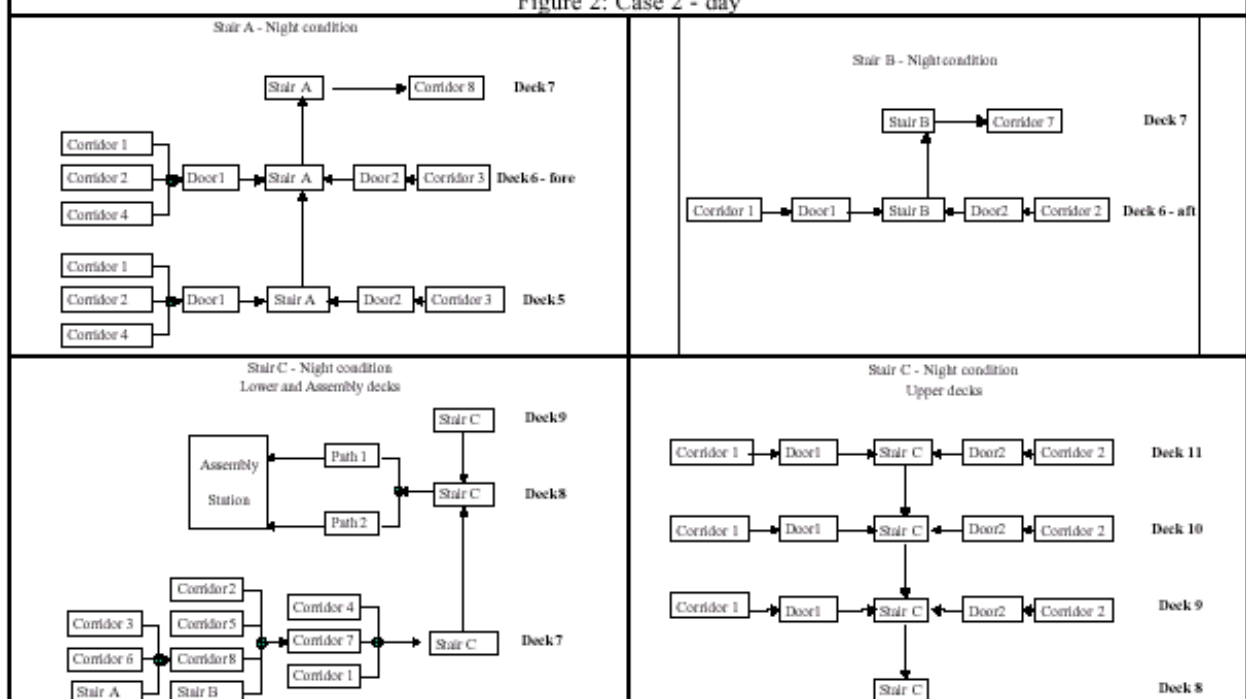 Figure 2: Case 2 - day
Stair A - Night condition
Stair A
Corridor 8
Deck 7
Corridor 1
Corridor 2
Door1
Stair A
Door2
Corridor 3
Deck 6 - fore
Corridor 4
Corridor 1
Corridor 2
Door1
Stair A
Door2
Corridor 3
Deck 5
Corridor 4
Stair B - Night condition
Stair B
Corridor 7
Deck 7
Corridor 1
Door1
Stair B
Door2
Corridor 2
Deck 6 - aft
Stair C - Night condition
Lower and Assembly decks
Stair C
Deck 9
Assembly
Station
Path 1
Stair C
Deck 8
Path 2
Corridor 2
Corridor 3
Corridor 5
Corridor 4
Corridor 6
Corridor 8
Corridor 7
Stair C
Deck 7
Stair A
Stair B
Corridor 1
Stair C - Night condition
Upper decks
Corridor 1
Door1
Stair C
Door2
Corridor 2
Deck 11
Corridor 1
Door1
Stair C
Door2
Corridor 2
Deck 10
Corridor 1
Door1
Stair C
Door2
Corridor 2
Deck 9
Stair C
Deck 8